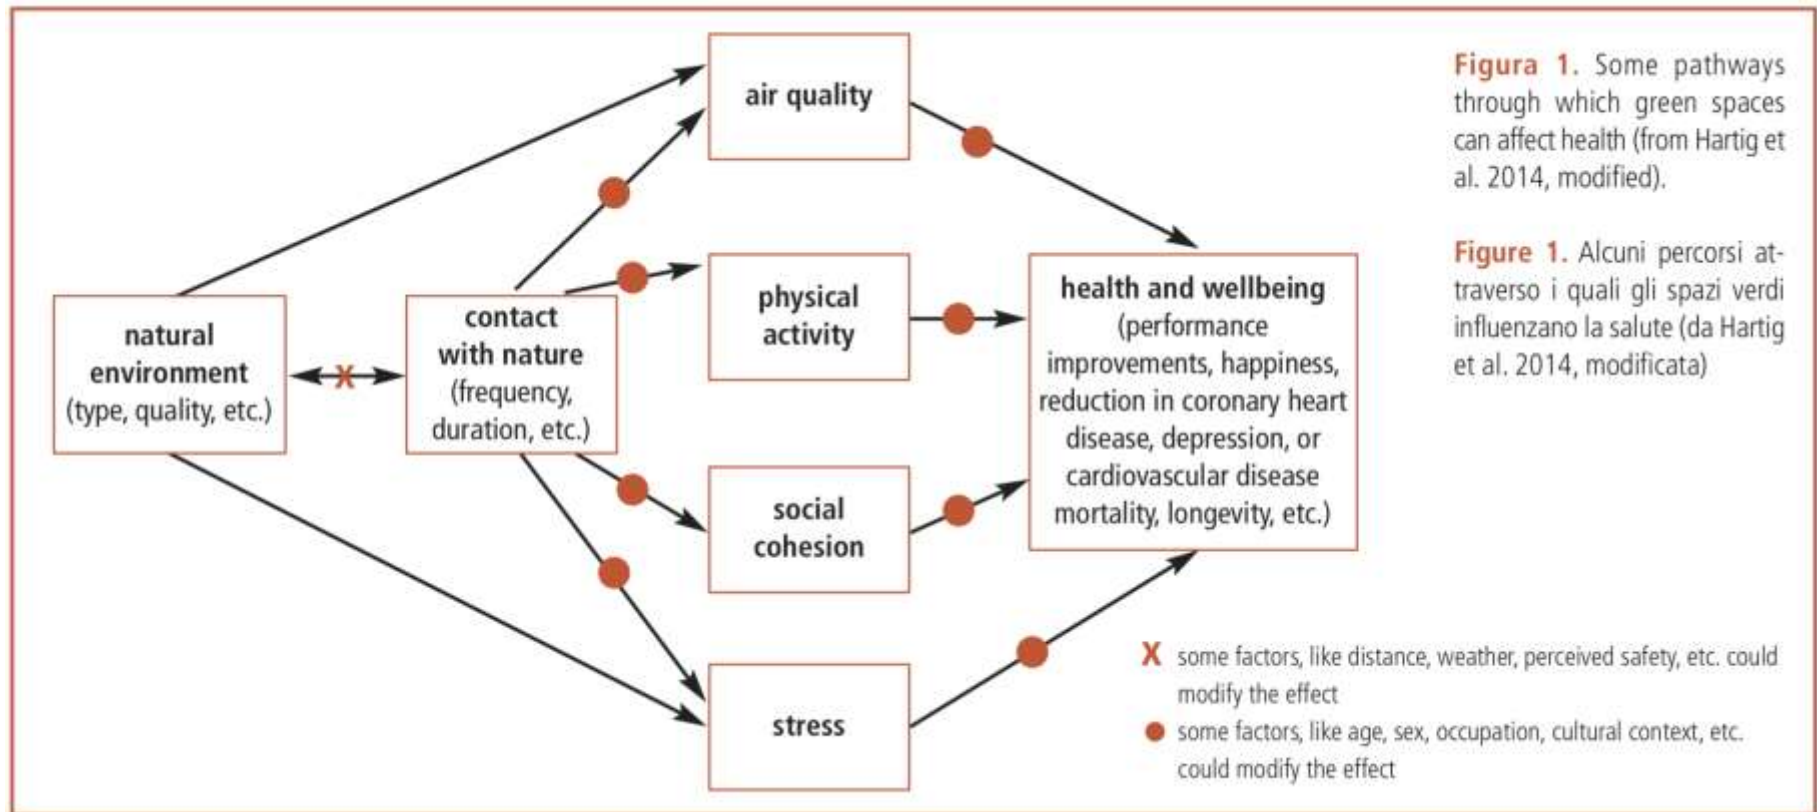 air quality
natural
environment
(type, quality, etc.)
X
contact
with nature
(frequency,
duration, etc.)
physical
activity
social
cohesion
stress
health and wellbeing
(performance
improvements, happiness,
reduction in coronary heart
disease, depression, or
cardiovascular disease
mortality, longevity, etc.)
Figura 1. Some pathways
through which green spaces
can affect health (from Hartig et
al. 2014, modified).
Figure 1. Alcuni percorsi at-
traverso i quali gli spazi verdi
influenzano la salute (da Hartig
et al. 2014, modificata)
X some factors, like distance, weather, perceived safety, etc. could
modify the effect
some factors, like age, sex, occupation, cultural context, etc.
could modify the effect